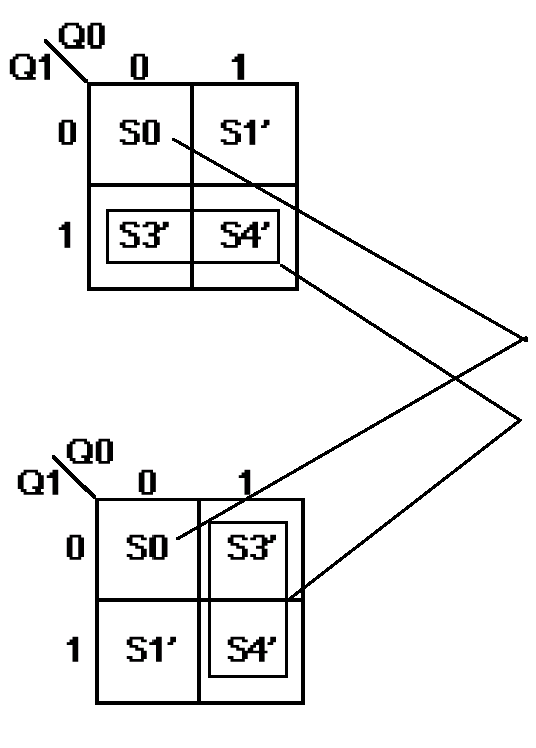 Q0
Q1 0 1
0 S0 S1′
1 S3′ S4′
Q0
Q1 0 1
0 S0 S3′
1 S1′ S4′